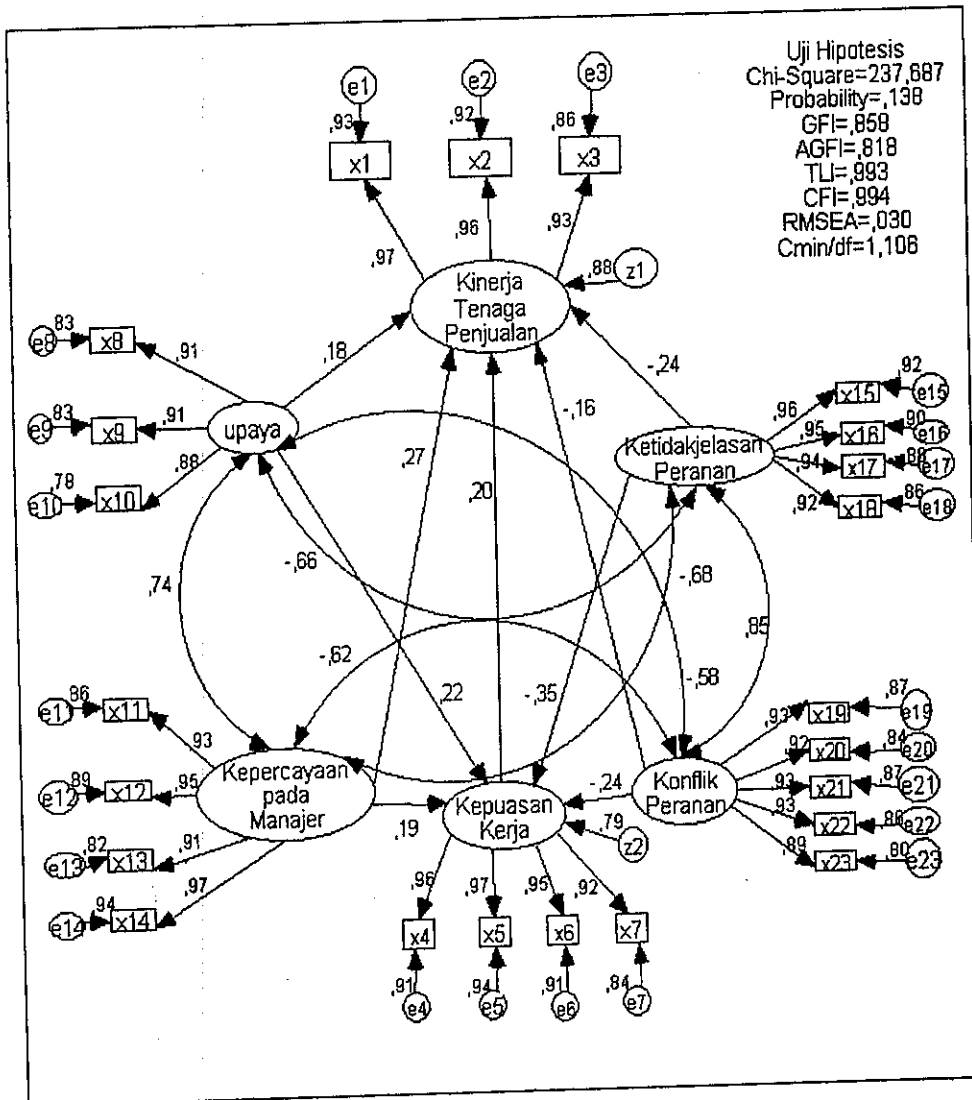 Uji Hipotesis
Chi-Square=237,687
Probability=,138
GFI=,858
AGFI=,818
TLI=,993
CFI=,994
RMSEA=,030
Cmin/df=1,106
e1
e2
e3
,93
,92
,86
x1
x2
x3
,97
,96
,93
,88
z1
Kinerja
Tenaga
Penjualan
e8
,83
x8
,91
e9
,83
x9
,91
e10
,78
x10
,88
upaya
,18
-,24
-,16
,27
,20
Ketidakjelasan
Peranan
,96
x15
,92
e15
,95
x16
,90
e16
,94
x17
,88
e17
,92
x18
,86
e18
,74
-,66
-,68
,85
-,62
,22
-,35
-,58
e11
,86
x11
,93
e12
,89
x12
,95
e13
,82
x13
,91
e14
,94
x14
,97
Kepercayaan
pada
Manajer
,19
Kepuasan
Kerja
-,24
,79
z2
Konflik
Peranan
,93
x19
,87
e19
,92
x20
,84
e20
,93
x21
,87
e21
,93
x22
e22
,89
x23
,80
e23
,96
,97
,95
,92
x4
x5
x6
x7
,91
,94
,91
,84
e4
e5
e6
e7